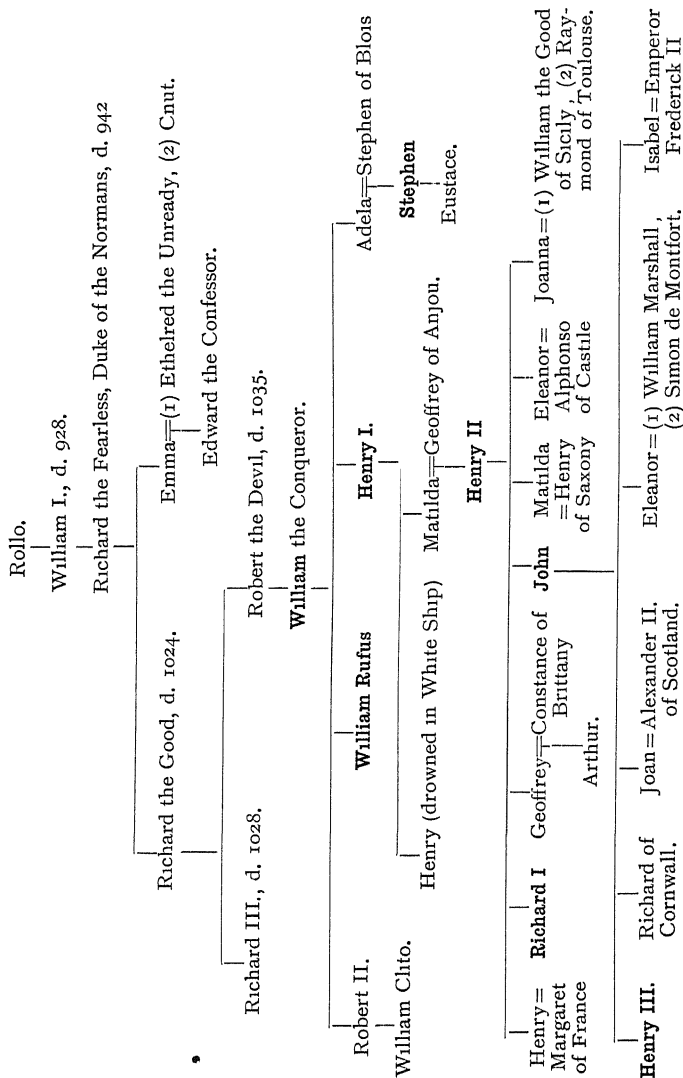 Rollo.
William I., d. 928.
Richard the Fearless, Duke of the Normans, d. 942
Richard the Good, d. 1024.
Emma=(1) Ethelred the Unready, (2) Cnut.
Edward the Confessor.
Richard III., d. 1028.
Robert the Devil, d. 1035.
William the Conqueror.
Robert II.
William Rufus
Henry I.
Adela=Stephen of Blois
William Clito.
Stephen
Eustace.
Henry (drowned in White Ship)
Matilda=Geoffrey of Anjou.
Henry II
Henry=
Margaret
of France
Richard I
Geoffrey=Constance of
Brittany
Arthur.
John
Matilda
=Henry
of Saxony
Eleanor=
Alphonso
of Castile
Joanna=(1) William the Good
of Sicily, (2) Ray-
mond of Toulouse.
Henry III.
Richard of
Cornwall.
Joan=Alexander II.
of Scotland.
Eleanor=(1) William Marshall,
(2) Simon de Montfort.
Isabel=Emperor
Frederick II